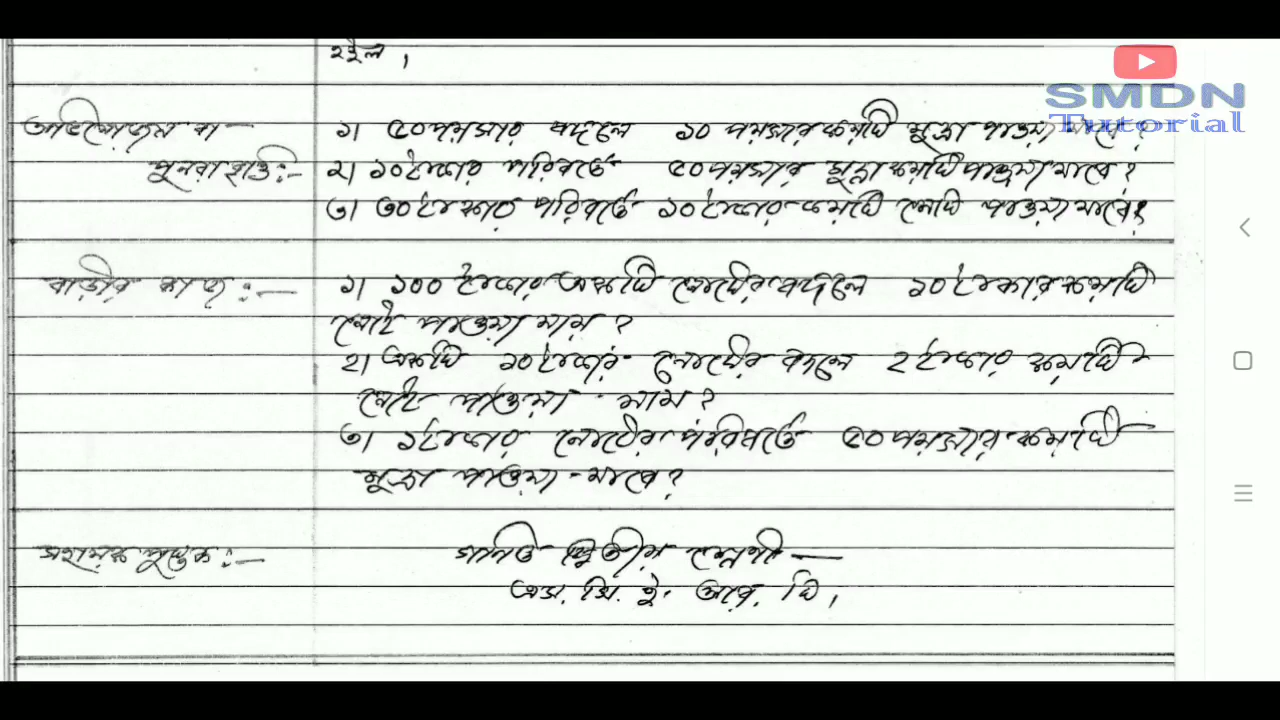 হইল ,
SMDN
Tutorial
অভিযোজন বা
পুনরাবৃত্তি:-
১। ৫০পয়সার বদলে ১০ পয়সার কয়টি মুদ্রা পাওয়া যাবে?
২। ১০টাকার পরিবর্তে ৫০পয়সার মুদ্রা কয়টি পাওয়া যাবে?
৩। ৩০টাকার পরিবর্তে ১০টাকার কয়টি নোট পাওয়া যাবে?
বাড়ীর কাজ :—
১। ১০০ টাকার একটি নোটের বদলে ১০টাকার কয়টি
নোট পাওয়া যায় ?
২। একটি ১০টাকার নোটের বদলে ২টাকার কয়টি
নোট পাওয়া যায় ?
৩। ১টাকার নোটের পরিবর্তে ৫০পয়সার কয়টি
মুদ্রা পাওয়া যাবে?
সহায়ক পুস্তক:—
গণিত দ্বিতীয় শ্রেণী —
এস. সি. ই. আর. টি,